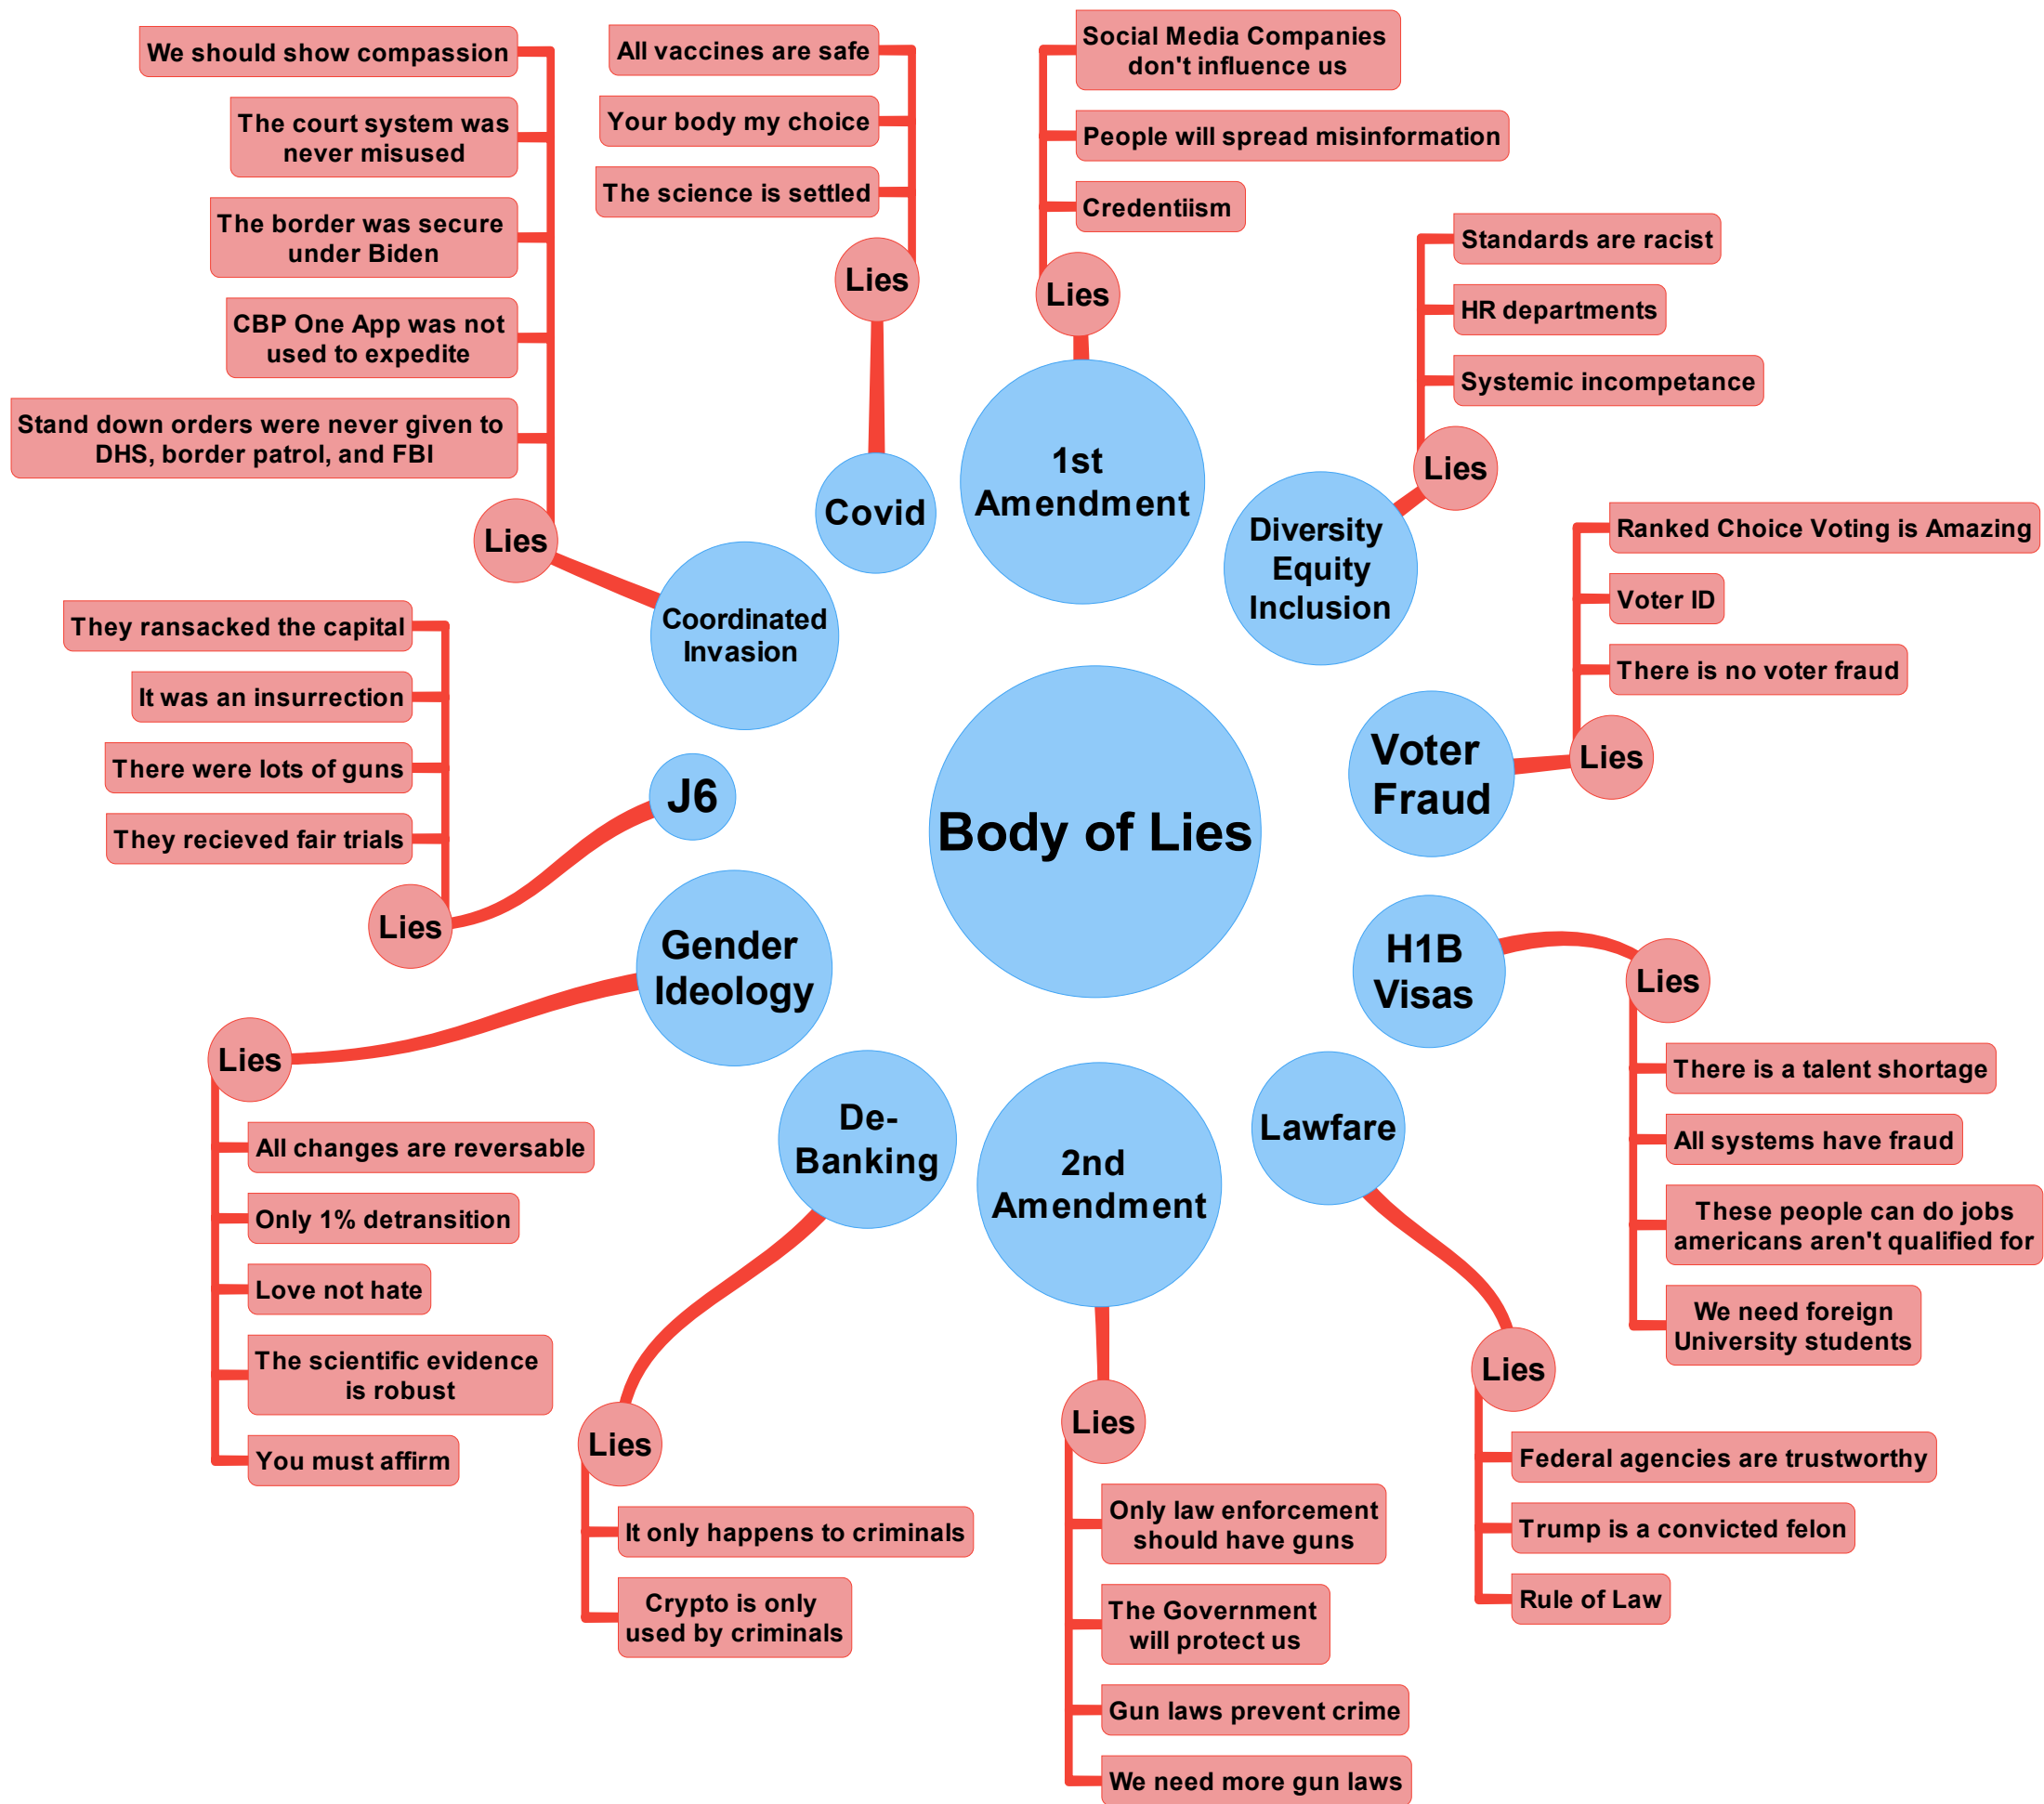 We should show compassion
The court system was
never misused
The border was secure
under Biden
CBP One App was not
used to expedite
Stand down orders were never given to
DHS, border patrol, and FBI
Lies
Coordinated
Invasion
All vaccines are safe
Your body my choice
The science is settled
Lies
Covid
Social Media Companies
don't influence us
People will spread misinformation
Credentiism
Lies
1st
Amendment
Standards are racist
HR departments
Systemic incompetance
Lies
Diversity
Equity
Inclusion
Ranked Choice Voting is Amazing
Voter ID
There is no voter fraud
Lies
Voter
Fraud
They ransacked the capital
It was an insurrection
There were lots of guns
They recieved fair trials
Lies
J6
Body of Lies
Gender
Ideology
Lies
All changes are reversable
Only 1% detransition
Love not hate
The scientific evidence
is robust
You must affirm
De-
Banking
Lies
It only happens to criminals
Crypto is only
used by criminals
2nd
Amendment
Lies
Only law enforcement
should have guns
The Government
will protect us
Gun laws prevent crime
We need more gun laws
Lawfare
Lies
Federal agencies are trustworthy
Trump is a convicted felon
Rule of Law
H1B
Visas
Lies
There is a talent shortage
All systems have fraud
These people can do jobs
americans aren't qualified for
We need foreign
University students